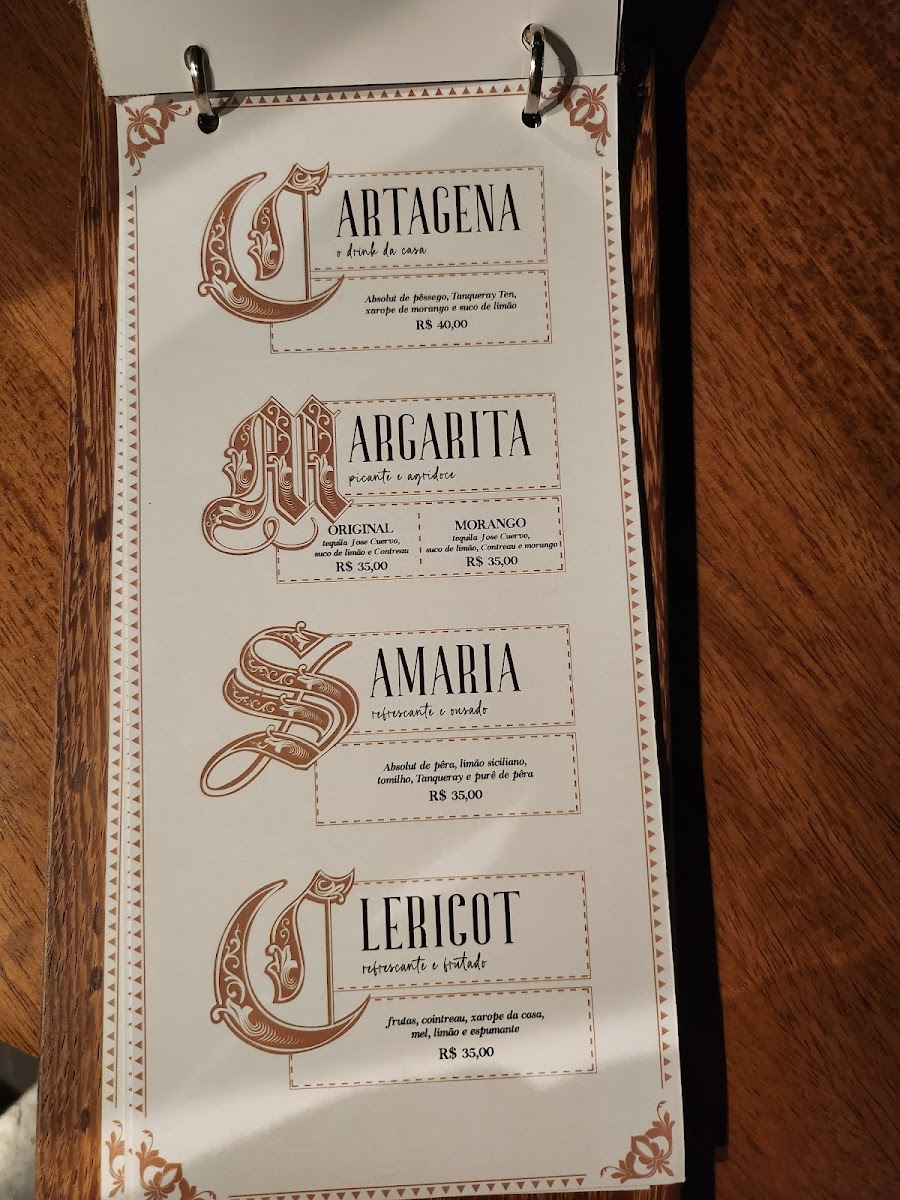 CARTAGENA
o drink da casa
Absolut de pêssego, Tanqueray Ten,
xarope de morango e suco de limão
R$ 40,00
MARGARITA
picante e agridoce
ORIGINAL
tequila Jose Cuervo,
suco de limão e Contreau
R$ 35,00
MORANGO
tequila Jose Cuervo,
suco de limão, Contreau e morango
R$ 35,00
SAMARIA
refrescante e ousado
Absolut de pêra, limão siciliano,
tomilho, Tanqueray e purê de pêra
R$ 35,00
CLERICOT
refrescante e frutado
frutas, cointreau, xarope da casa,
mel, limão e espumante
R$ 35,00